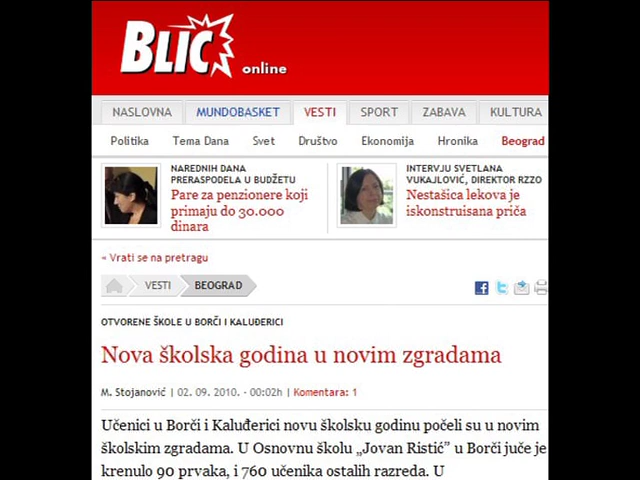 BLIC
online
NASLOVNA MUNDOBASKET VESTI SPORT ZABAVA KULTURA
Politika Tema Dana Svet Društvo Ekonomija Hronika Beograd
NAREDNIH DANA
PRERASPODELA U BUDŽETU
Pare za penzionere koji
primaju do 30.000
dinara
INTERVJU SVETLANA
VUKAJLOVIĆ, DIREKTOR RZZO
Nestašica lekova je
iskonstruisana priča
« Vrati se na pretragu
VESTI BEOGRAD
OTVORENE ŠKOLE U BORČI I KALUĐERICI
Nova školska godina u novim zgradama
M. Stojanović | 02. 09. 2010. - 00:02h | Komentara: 1
Učenici u Borči i Kaluđerici novu školsku godinu počeli su u novim
školskim zgradama. U Osnovnu školu „Jovan Ristić” u Borči juče je
krenulo 90 prvaka, i 760 učenika ostalih razreda. U